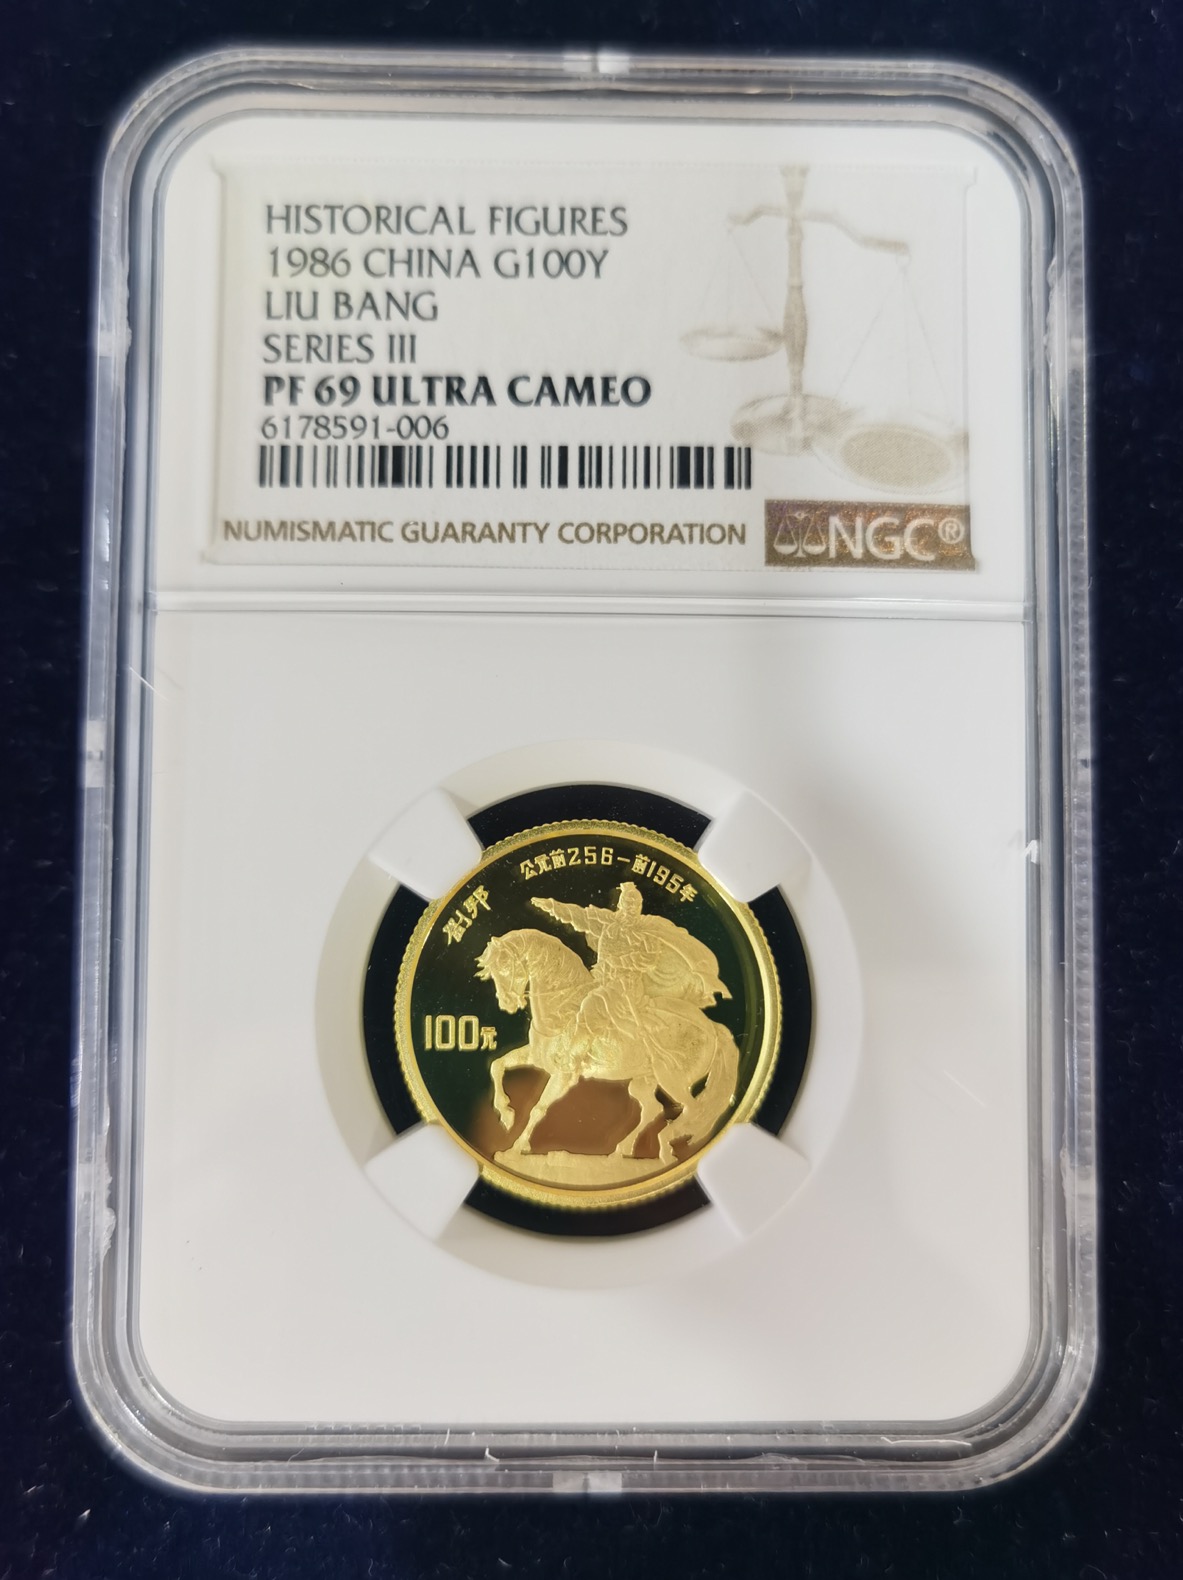 HISTORICAL FIGURES
1986 CHINA G100Y
LIU BANG
SERIES III
PF 69 ULTRA CAMEO
6178591-006
NUMISMATIC GUARANTY CORPORATION
NGC®
公元前256-前195年
劉邦
100元